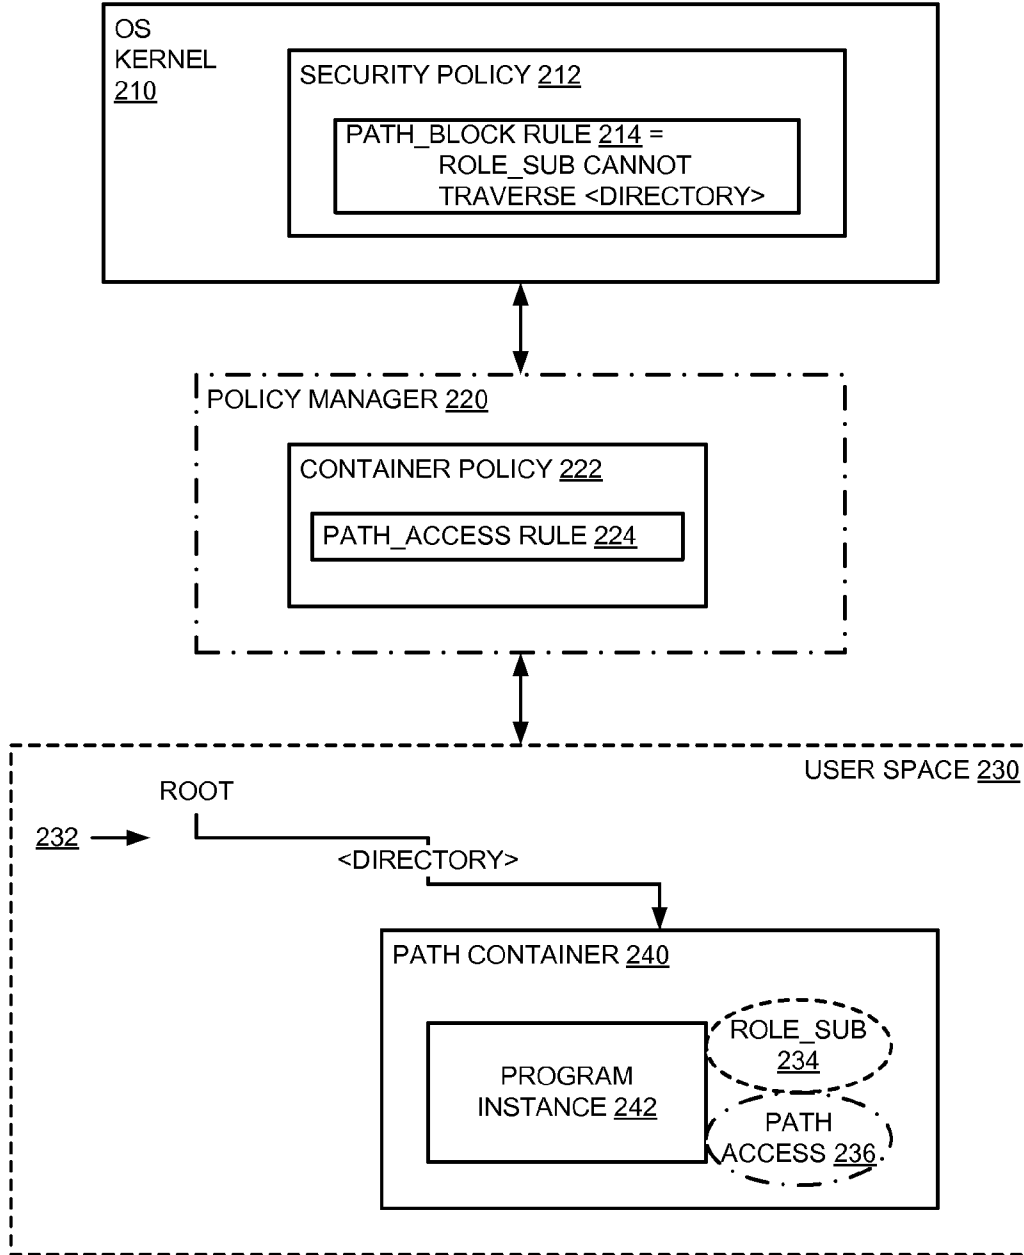 OS
KERNEL
210
SECURITY POLICY 212
PATH_BLOCK RULE 214 =
ROLE_SUB CANNOT
TRAVERSE <DIRECTORY>
POLICY MANAGER 220
CONTAINER POLICY 222
PATH_ACCESS RULE 224
USER SPACE 230
ROOT
232
<DIRECTORY>
PATH CONTAINER 240
ROLE_SUB
234
PROGRAM
INSTANCE 242
PATH
ACCESS 236